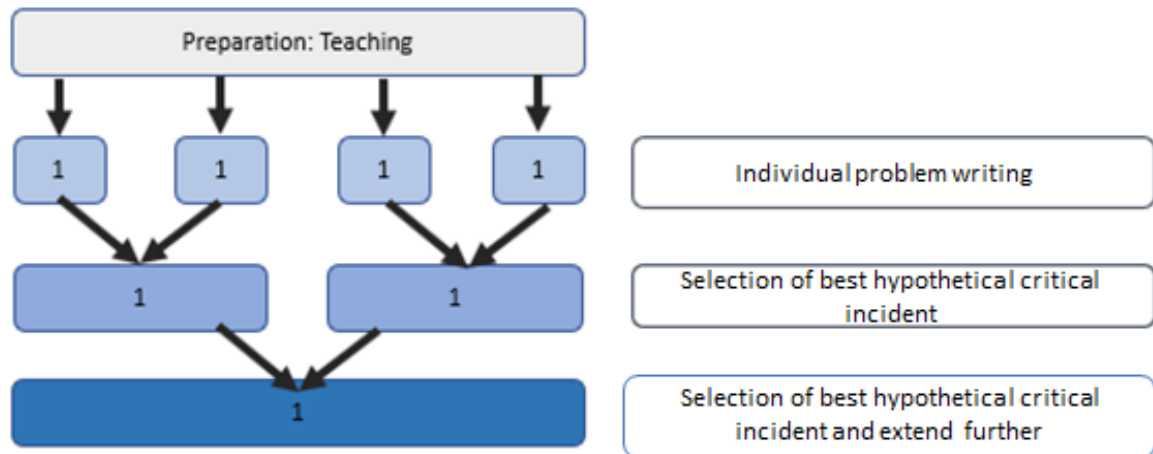 Preparation: Teaching
1
1
1
1
Individual problem writing
1
1
Selection of best hypothetical critical
incident
1
Selection of best hypothetical critical
incident and extend further